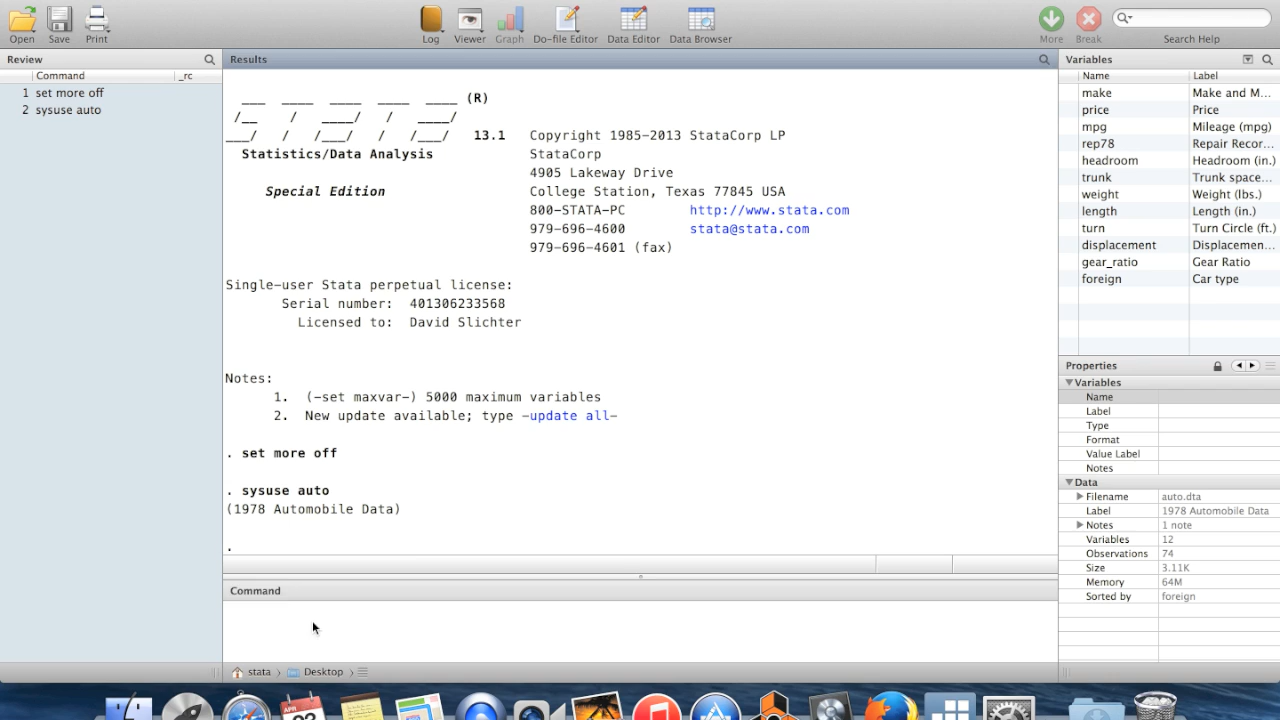 Open Save Print Log Viewer Graph Do-file Editor Data Editor Data Browser More Break Search Help
Review
Command _rc
1 set more off
2 sysuse auto
Results
(R)
13.1 Copyright 1985-2013 StataCorp LP
Statistics/Data Analysis StataCorp
4905 Lakeway Drive
Special Edition College Station, Texas 77845 USA
800-STATA-PC http://www.stata.com
979-696-4600 stata@stata.com
979-696-4601 (fax)
Single-user Stata perpetual license:
Serial number: 401306233568
Licensed to: David Slichter
Notes:
1. (-set maxvar-) 5000 maximum variables
2. New update available; type -update all-
. set more off
. sysuse auto
(1978 Automobile Data)
.
Command
stata Desktop
Variables
Name Label
make Make and M...
price Price
mpg Mileage (mpg)
rep78 Repair Recor...
headroom Headroom (in.)
trunk Trunk space...
weight Weight (lbs.)
length Length (in.)
turn Turn Circle (ft.)
displacement Displacemen...
gear_ratio Gear Ratio
foreign Car type
Properties
Variables
Name
Label
Type
Format
Value Label
Notes
Data
Filename auto.dta
Label 1978 Automobile Data
Notes 1 note
Variables 12
Observations 74
Size 3.11K
Memory 64M
Sorted by foreign